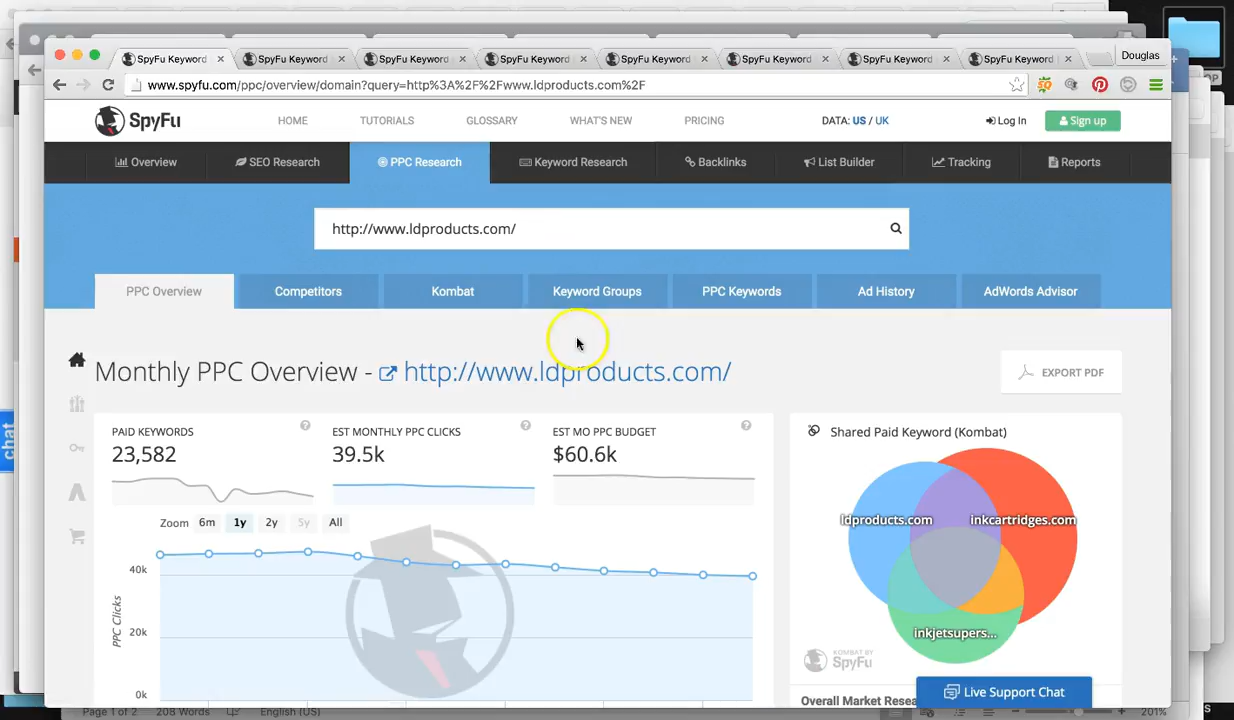 SpyFu Keyword SpyFu Keyword SpyFu Keyword SpyFu Keyword SpyFu Keyword SpyFu Keyword SpyFu Keyword SpyFu Keyword Douglas
www.spyfu.com/ppc/overview/domain?query=http%3A%2F%2Fwww.ldproducts.com%2F
SpyFu HOME TUTORIALS GLOSSARY WHAT'S NEW PRICING DATA: US / UK Log In Sign up
Overview SEO Research PPC Research Keyword Research Backlinks List Builder Tracking Reports
http://www.ldproducts.com/
PPC Overview Competitors Kombat Keyword Groups PPC Keywords Ad History AdWords Advisor
Monthly PPC Overview - http://www.ldproducts.com/ EXPORT PDF
PAID KEYWORDS ? EST MONTHLY PPC CLICKS ? EST MO PPC BUDGET ? Shared Paid Keyword (Kombat)
23,582 39.5k $60.6k
Zoom 6m 1y 2y 5y All
ldproducts.com inkcartridges.com
40k
PPC Clicks
20k
inkjetsupers...
KOMBAT BY
SpyFu
0k
Live Support Chat
Overall Market Resea
chat
Page 1 of 2 208 Words English (US) 201%